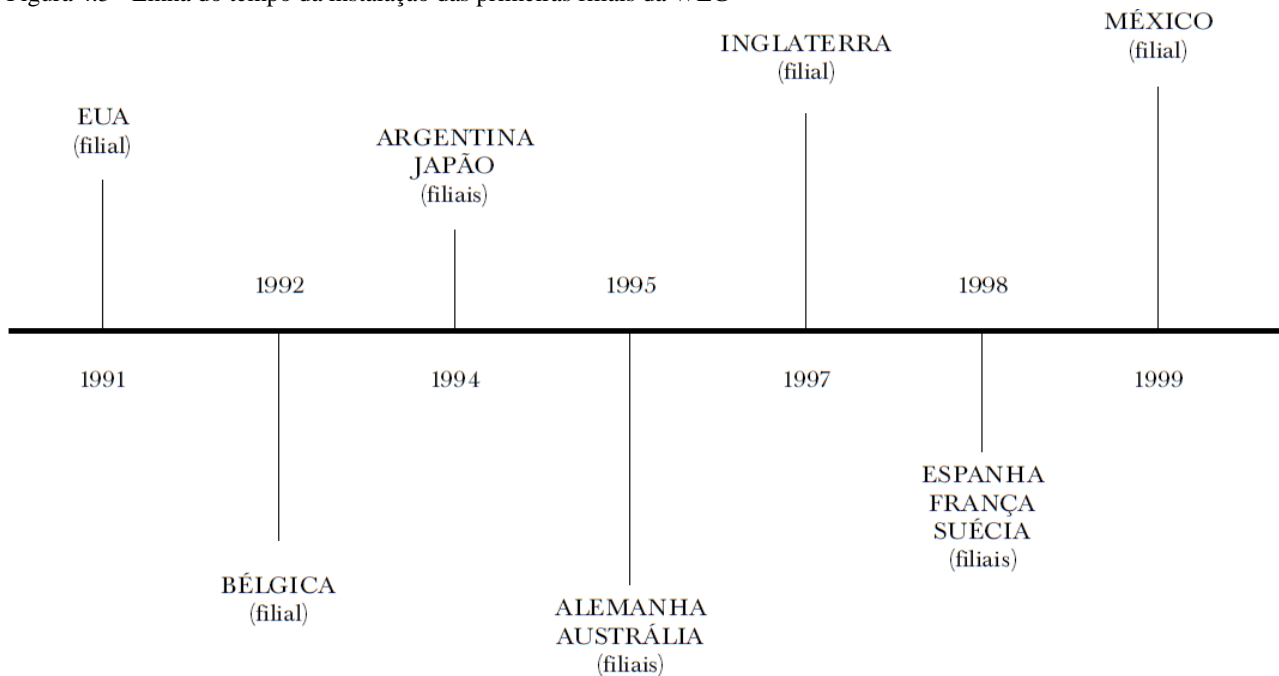 MÉXICO
(filial)
INGLATERRA
(filial)
EUA
(filial)
ARGENTINA
JAPÃO
(filiais)
1992
1995
1998
1991
1994
1997
1999
ESPANHA
FRANÇA
SUÉCIA
(filiais)
BÉLGICA
(filial)
ALEMANHA
AUSTRÁLIA
(filiais)